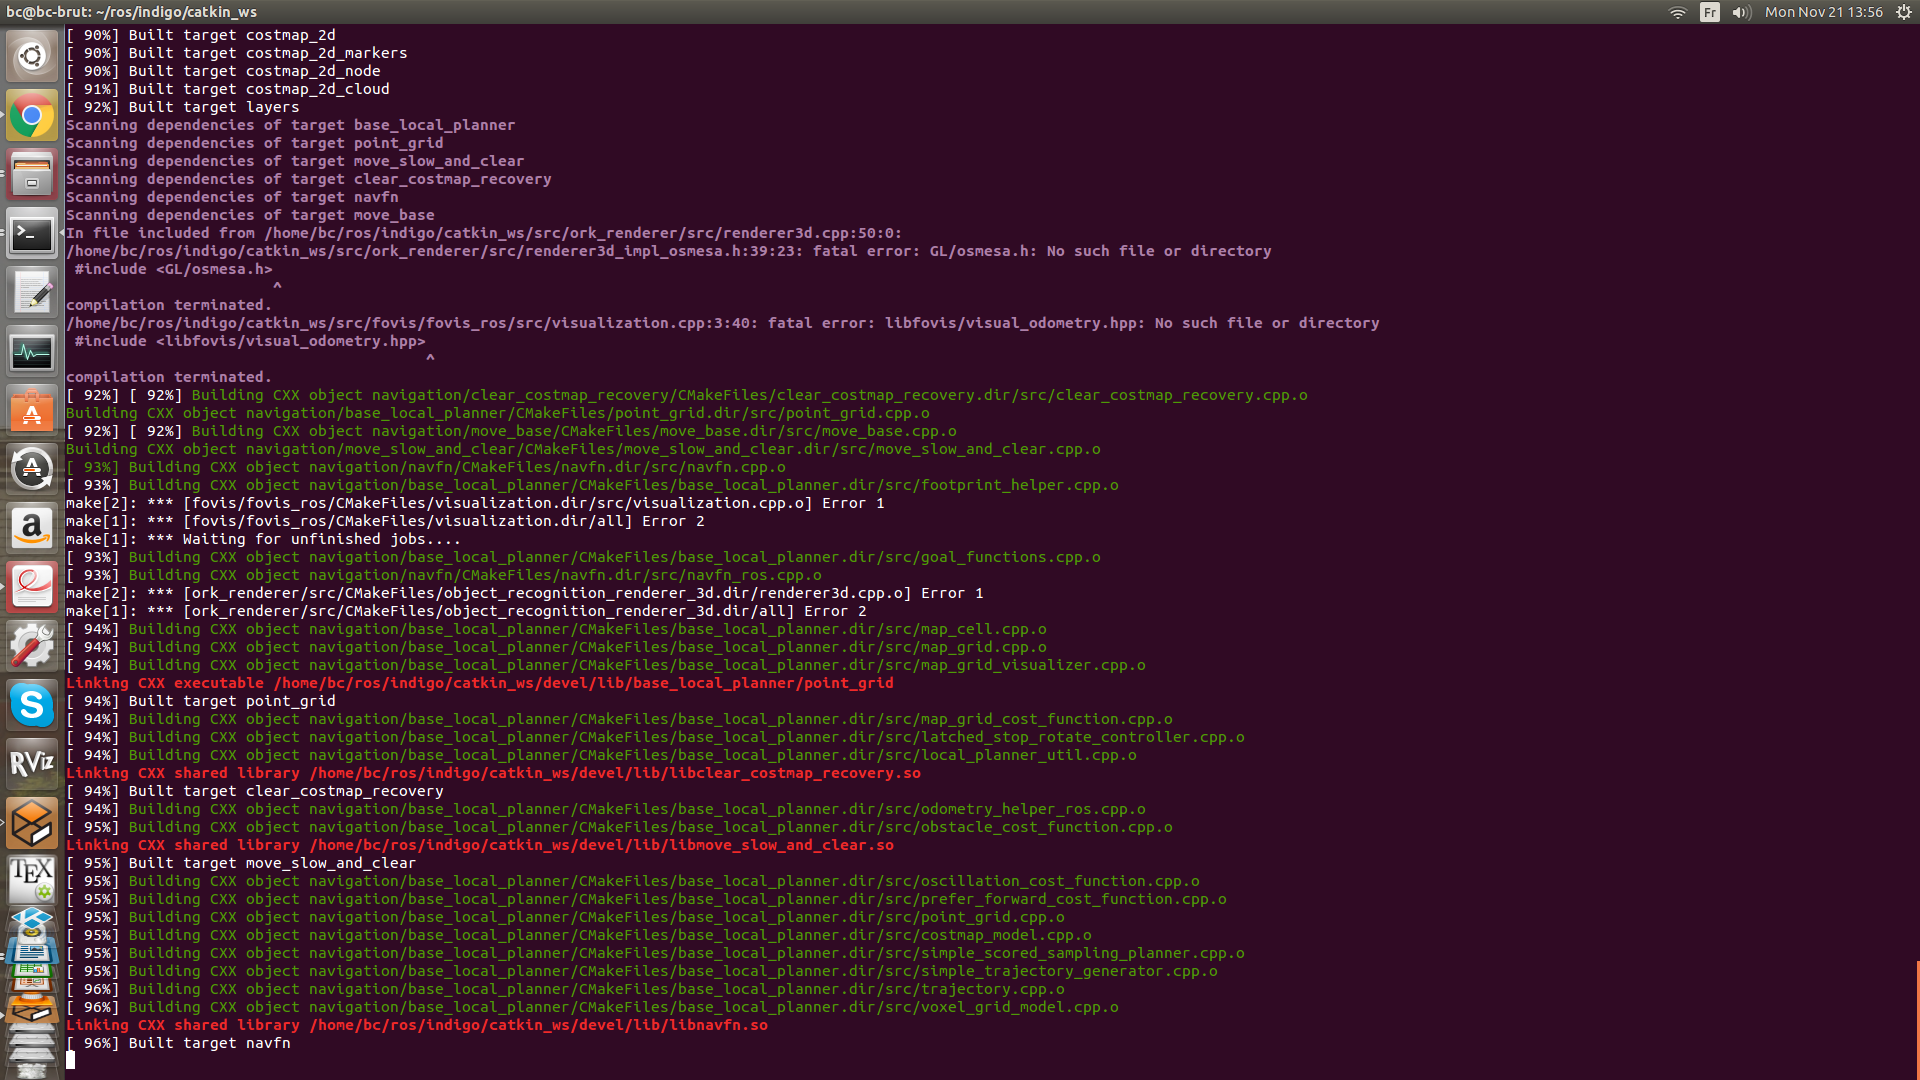 bc@bc-brut: ~/ros/indigo/catkin_ws
Fr
Mon Nov 21 13:56
[ 90%] Built target costmap_2d
[ 90%] Built target costmap_2d_markers
[ 90%] Built target costmap_2d_node
[ 91%] Built target costmap_2d_cloud
[ 92%] Built target layers
Scanning dependencies of target base_local_planner
Scanning dependencies of target point_grid
Scanning dependencies of target move_slow_and_clear
Scanning dependencies of target clear_costmap_recovery
Scanning dependencies of target navfn
Scanning dependencies of target move_base
In file included from /home/bc/ros/indigo/catkin_ws/src/ork_renderer/src/renderer3d.cpp:50:0:
/home/bc/ros/indigo/catkin_ws/src/ork_renderer/src/renderer3d_impl_osmesa.h:39:23: fatal error: GL/osmesa.h: No such file or directory
 #include <GL/osmesa.h>
                       ^
compilation terminated.
/home/bc/ros/indigo/catkin_ws/src/fovis/fovis_ros/src/visualization.cpp:3:40: fatal error: libfovis/visual_odometry.hpp: No such file or directory
 #include <libfovis/visual_odometry.hpp>
                                        ^
compilation terminated.
[ 92%] [ 92%] Building CXX object navigation/clear_costmap_recovery/CMakeFiles/clear_costmap_recovery.dir/src/clear_costmap_recovery.cpp.o
Building CXX object navigation/base_local_planner/CMakeFiles/point_grid.dir/src/point_grid.cpp.o
[ 92%] [ 92%] Building CXX object navigation/move_base/CMakeFiles/move_base.dir/src/move_base.cpp.o
Building CXX object navigation/move_slow_and_clear/CMakeFiles/move_slow_and_clear.dir/src/move_slow_and_clear.cpp.o
[ 93%] Building CXX object navigation/navfn/CMakeFiles/navfn.dir/src/navfn.cpp.o
[ 93%] Building CXX object navigation/base_local_planner/CMakeFiles/base_local_planner.dir/src/footprint_helper.cpp.o
make[2]: *** [fovis/fovis_ros/CMakeFiles/visualization.dir/src/visualization.cpp.o] Error 1
make[1]: *** [fovis/fovis_ros/CMakeFiles/visualization.dir/all] Error 2
make[1]: *** Waiting for unfinished jobs....
[ 93%] Building CXX object navigation/base_local_planner/CMakeFiles/base_local_planner.dir/src/goal_functions.cpp.o
[ 93%] Building CXX object navigation/navfn/CMakeFiles/navfn.dir/src/navfn_ros.cpp.o
make[2]: *** [ork_renderer/src/CMakeFiles/object_recognition_renderer_3d.dir/renderer3d.cpp.o] Error 1
make[1]: *** [ork_renderer/src/CMakeFiles/object_recognition_renderer_3d.dir/all] Error 2
[ 94%] Building CXX object navigation/base_local_planner/CMakeFiles/base_local_planner.dir/src/map_cell.cpp.o
[ 94%] Building CXX object navigation/base_local_planner/CMakeFiles/base_local_planner.dir/src/map_grid.cpp.o
[ 94%] Building CXX object navigation/base_local_planner/CMakeFiles/base_local_planner.dir/src/map_grid_visualizer.cpp.o
Linking CXX executable /home/bc/ros/indigo/catkin_ws/devel/lib/base_local_planner/point_grid
[ 94%] Built target point_grid
[ 94%] Building CXX object navigation/base_local_planner/CMakeFiles/base_local_planner.dir/src/map_grid_cost_function.cpp.o
[ 94%] Building CXX object navigation/base_local_planner/CMakeFiles/base_local_planner.dir/src/latched_stop_rotate_controller.cpp.o
[ 94%] Building CXX object navigation/base_local_planner/CMakeFiles/base_local_planner.dir/src/local_planner_util.cpp.o
Linking CXX shared library /home/bc/ros/indigo/catkin_ws/devel/lib/libclear_costmap_recovery.so
[ 94%] Built target clear_costmap_recovery
[ 94%] Building CXX object navigation/base_local_planner/CMakeFiles/base_local_planner.dir/src/odometry_helper_ros.cpp.o
[ 95%] Building CXX object navigation/base_local_planner/CMakeFiles/base_local_planner.dir/src/obstacle_cost_function.cpp.o
Linking CXX shared library /home/bc/ros/indigo/catkin_ws/devel/lib/libmove_slow_and_clear.so
[ 95%] Built target move_slow_and_clear
[ 95%] Building CXX object navigation/base_local_planner/CMakeFiles/base_local_planner.dir/src/oscillation_cost_function.cpp.o
[ 95%] Building CXX object navigation/base_local_planner/CMakeFiles/base_local_planner.dir/src/prefer_forward_cost_function.cpp.o
[ 95%] Building CXX object navigation/base_local_planner/CMakeFiles/base_local_planner.dir/src/point_grid.cpp.o
[ 95%] Building CXX object navigation/base_local_planner/CMakeFiles/base_local_planner.dir/src/costmap_model.cpp.o
[ 95%] Building CXX object navigation/base_local_planner/CMakeFiles/base_local_planner.dir/src/simple_scored_sampling_planner.cpp.o
[ 95%] Building CXX object navigation/base_local_planner/CMakeFiles/base_local_planner.dir/src/simple_trajectory_generator.cpp.o
[ 96%] Building CXX object navigation/base_local_planner/CMakeFiles/base_local_planner.dir/src/trajectory.cpp.o
[ 96%] Building CXX object navigation/base_local_planner/CMakeFiles/base_local_planner.dir/src/voxel_grid_model.cpp.o
Linking CXX shared library /home/bc/ros/indigo/catkin_ws/devel/lib/libnavfn.so
[ 96%] Built target navfn
>_
A
A
a
S
RViz
TEX